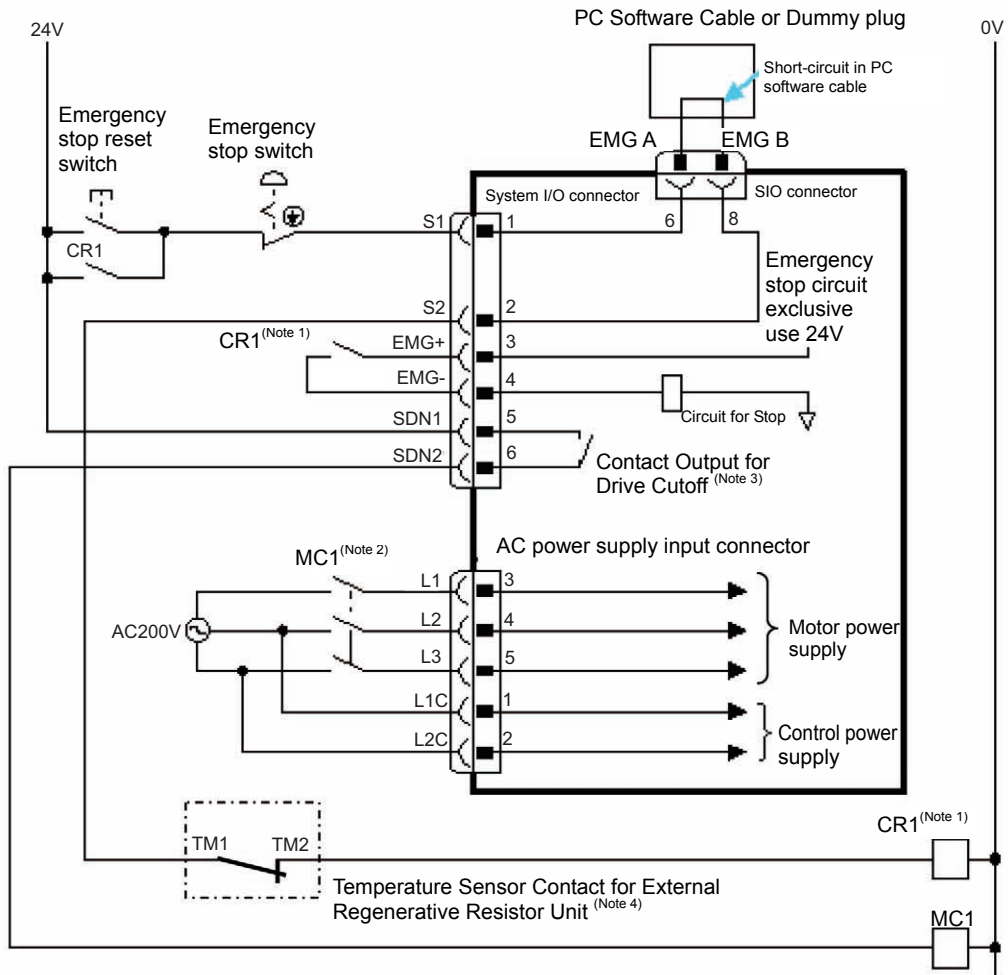 PC Software Cable or Dummy plug
24V
0V
Short-circuit in PC
software cable
Emergency
stop reset
switch
Emergency
stop switch
EMG A
EMG B
System I/O connector
SIO connector
S1
1
6
8
CR1
Emergency
stop circuit
exclusive
use 24V
S2
2
CR1(Note 1)
EMG+
3
EMG-
4
Circuit for Stop
SDN1
5
SDN2
6
Contact Output for
Drive Cutoff (Note 3)
MC1(Note 2)
AC power supply input connector
L1
3
AC200V
L2
4
Motor power
supply
L3
5
L1C
1
L2C
2
Control power
supply
CR1(Note 1)
TM1
TM2
Temperature Sensor Contact for External
Regenerative Resistor Unit (Note 4)
MC1